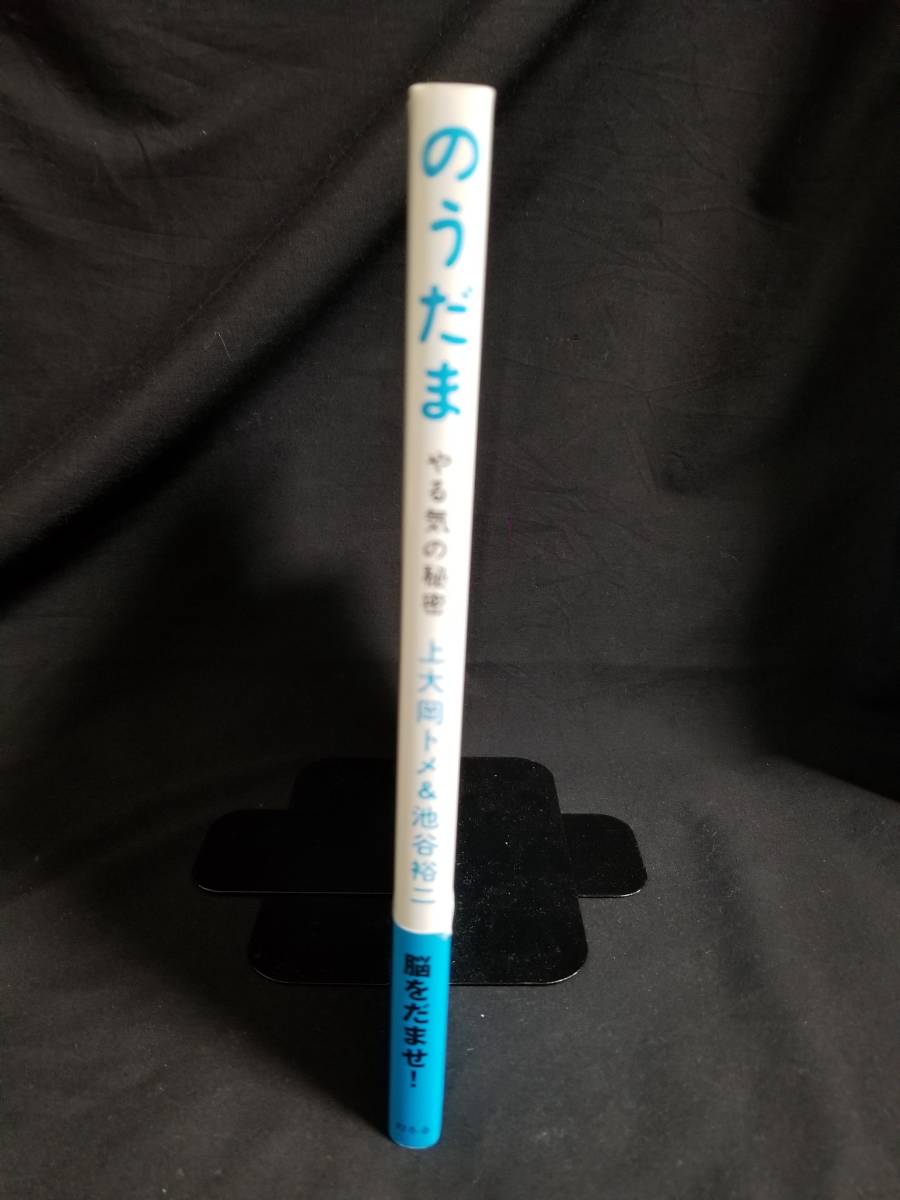 のうだま
やる気の秘密
上大岡トメ&池谷裕二
脳をだませ!